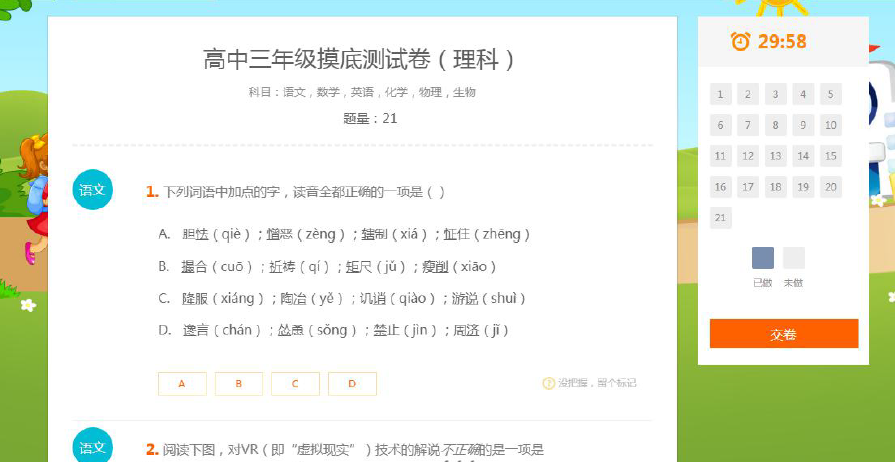 高中三年级摸底测试卷（理科）
科目：语文，数学，英语，化学，物理，生物
题量：21
语文
1. 下列词语中加点的字，读音全都正确的一项是（ ）
A. 胆怯（qiè）；憎恶（zèng）；辖制（xiá）；怔住（zhēng）
B. 撮合（cuō）；祈祷（qí）；矩尺（jǔ）；瘦削（xiāo）
C. 降服（xiáng）；陶冶（yě）；讥诮（qiào）；游说（shuì）
D. 谗言（chán）；怂恿（sǒng）；禁止（jìn）；周济（jǐ）
A
B
C
D
没把握，留个标记
语文
2. 阅读下图，对VR（即“虚拟现实”）技术的解说不正确的是一项是
29:58
1 2 3 4 5
6 7 8 9 10
11 12 13 14 15
16 17 18 19 20
21
已做 未做
交卷